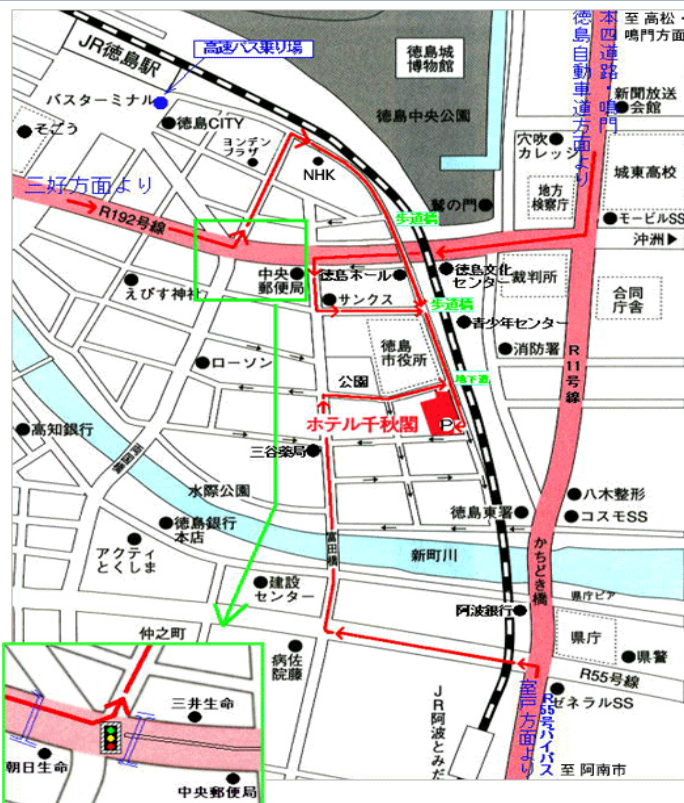 高速バス乗り場
JR徳島駅
バスターミナル
徳島CITY
そごう
ヨンデン
プラザ
NHK
徳島城
博物館
徳島中央公園
鷲の門
徳島自動車道方面より
本四道路・鳴門
至 高松・
鳴門方面
新聞放送
会館
穴吹
カレッジ
地方
検察庁
城東高校
モービルSS
沖洲▶
三好方面より
R192号線
歩道橋
中央
郵便局
徳島ホール
サンクス
徳島文化
センター
裁判所
合同
庁舎
えびす神社
歩道橋
青少年センター
消防署
徳島
市役所
R11号線
ローソン
公園
地下道
ホテル千秋閣
P
高知銀行
両国橋
三谷薬局
水際公園
徳島東署
八木整形
コスモSS
徳島銀行
本店
アクティ
とくしま
富田橋
新町川
かちどき橋
建設
センター
県庁ピア
阿波銀行
県庁
県警
仲之町
病佐
院藤
R55号線
ゼネラルSS
JR阿波とみだ
室戸方面より
R55号バイパス
至 阿南市
三井生命
朝日生命
中央郵便局